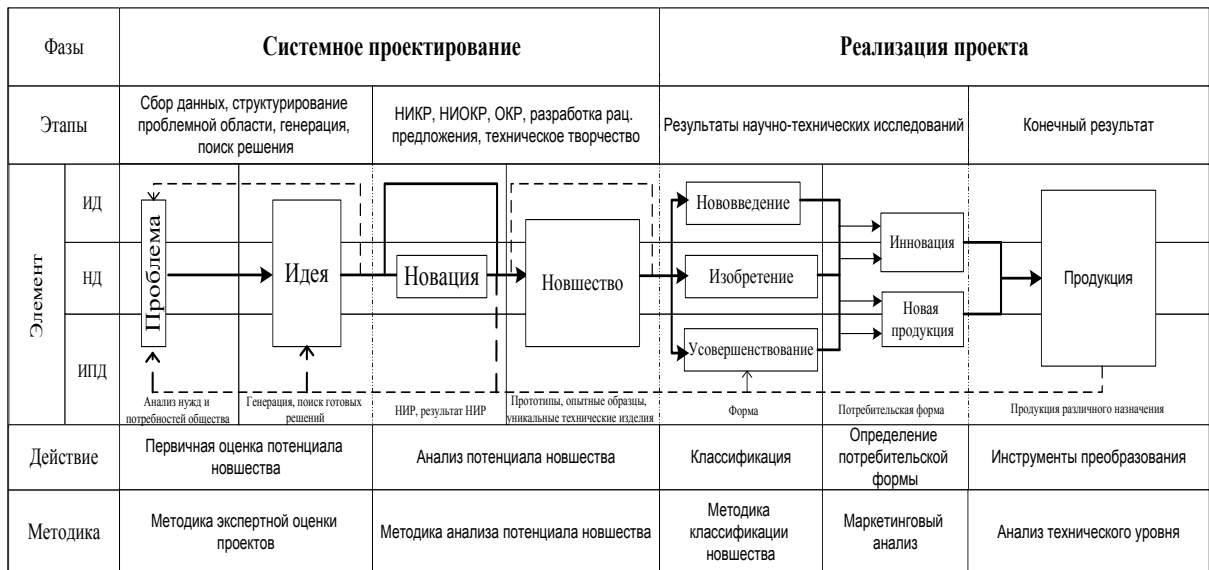 Фазы
Системное проектирование
Реализация проекта
Этапы
Сбор данных, структурирование
проблемной области, генерация,
поиск решения
НИКР, НИОКР, ОКР, разработка рац.
предложения, техническое творчество
Результаты научно-технических исследований
Конечный результат
Элемент
ИД
НД
ИПД
Проблема
Идея
Новация
Новшество
Нововведение
Изобретение
Усовершенствование
Инновация
Новая
продукция
Продукция
Анализ нужд и
потребностей общества
Генерация, поиск готовых
решений
НИР, результат НИР
Прототипы, опытные образцы,
уникальные технические изделия
Форма
Потребительская форма
Продукция различного назначения
Действие
Первичная оценка потенциала
новшества
Анализ потенциала новшества
Классификация
Определение
потребительской
формы
Инструменты преобразования
Методика
Методика экспертной оценки
проектов
Методика анализа потенциала новшества
Методика
классификации
новшества
Маркетинговый
анализ
Анализ технического уровня